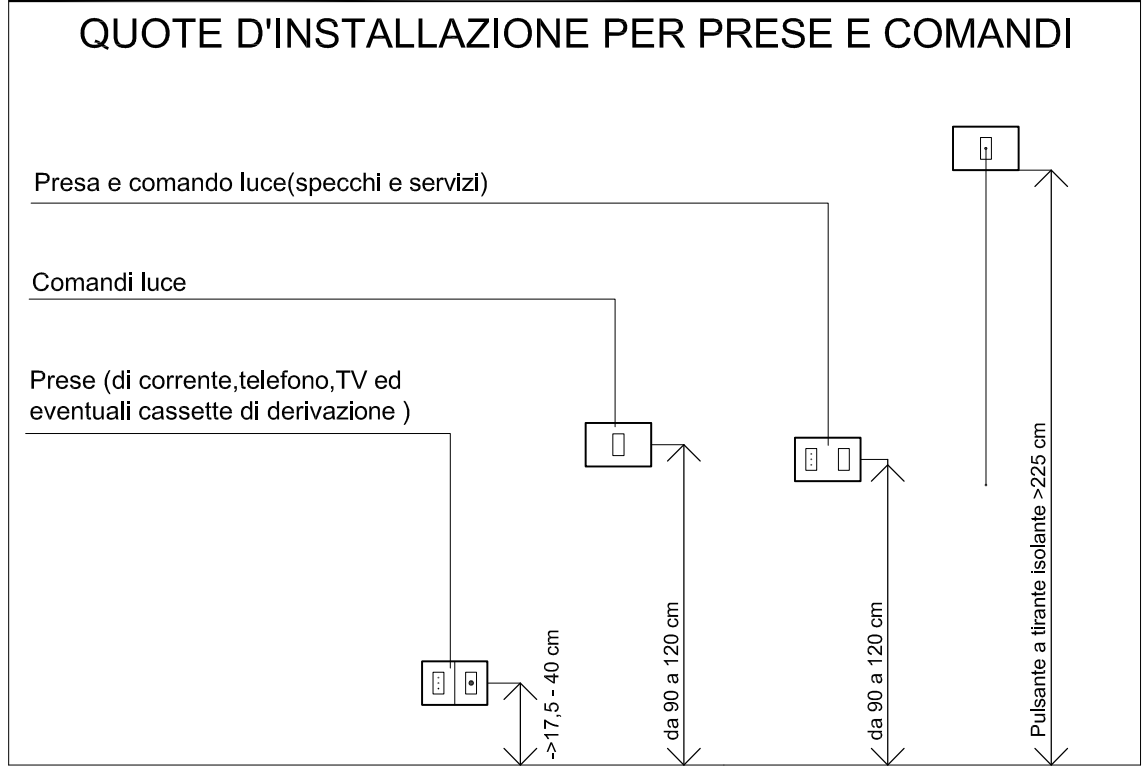 QUOTE D'INSTALLAZIONE PER PRESE E COMANDI
Presa e comando luce(specchi e servizi)
Comandi luce
Prese (di corrente,telefono,TV ed
eventuali cassette di derivazione )
->17,5 - 40 cm
da 90 a 120 cm
da 90 a 120 cm
Pulsante a tirante isolante >225 cm